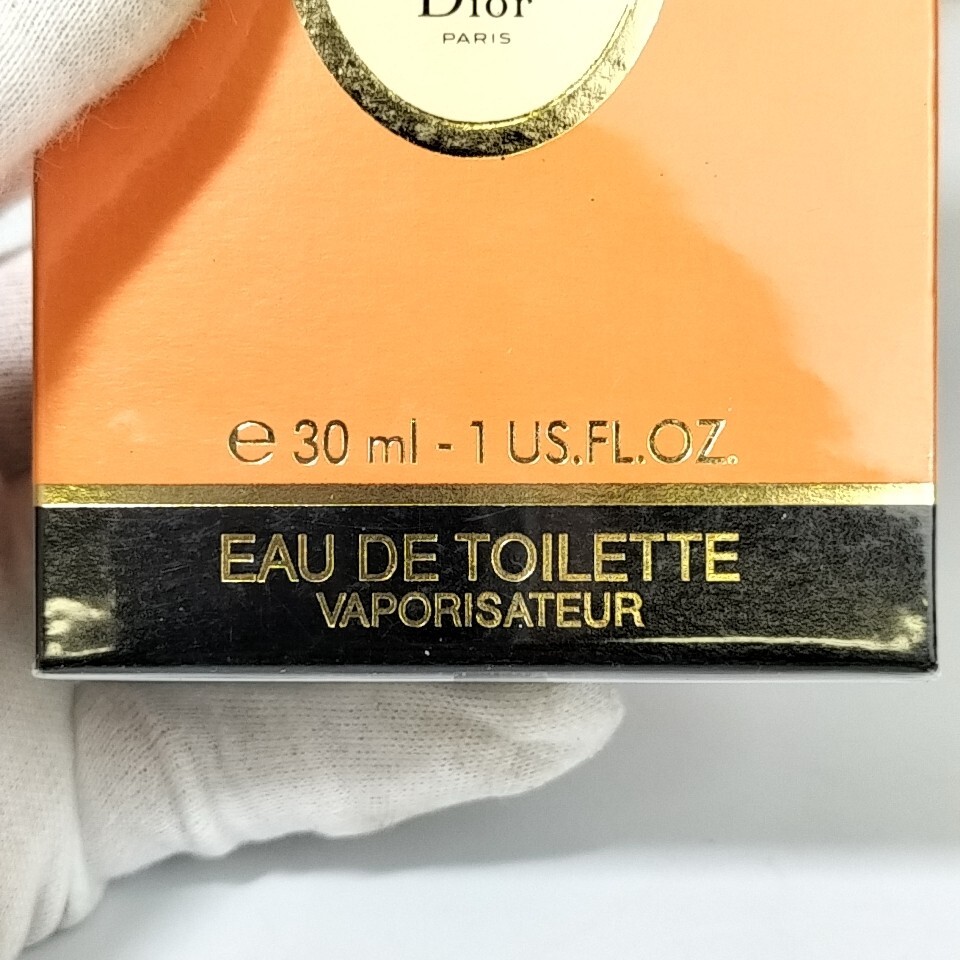 Dior
PARIS
℮ 30 ml - 1 US.FL.OZ.
EAU DE TOILETTE
VAPORISATEUR